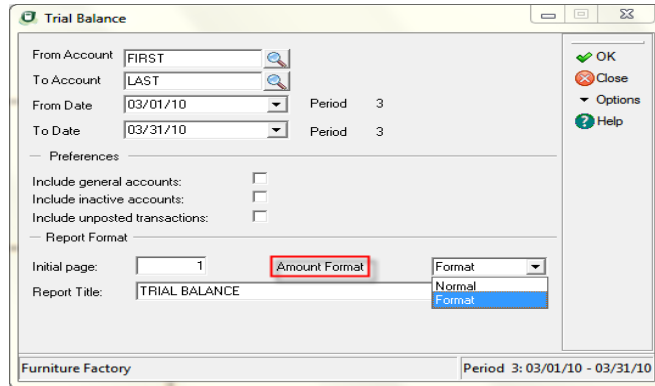 Trial Balance
From Account FIRST
To Account LAST
From Date 03/01/10 Period 3
To Date 03/31/10 Period 3
Preferences
Include general accounts:
Include inactive accounts:
Include unposted transactions:
Report Format
Initial page: 1 Amount Format Format
Normal
Format
Report Title: TRIAL BALANCE
OK
Close
Options
Help
Furniture Factory Period 3: 03/01/10 - 03/31/10